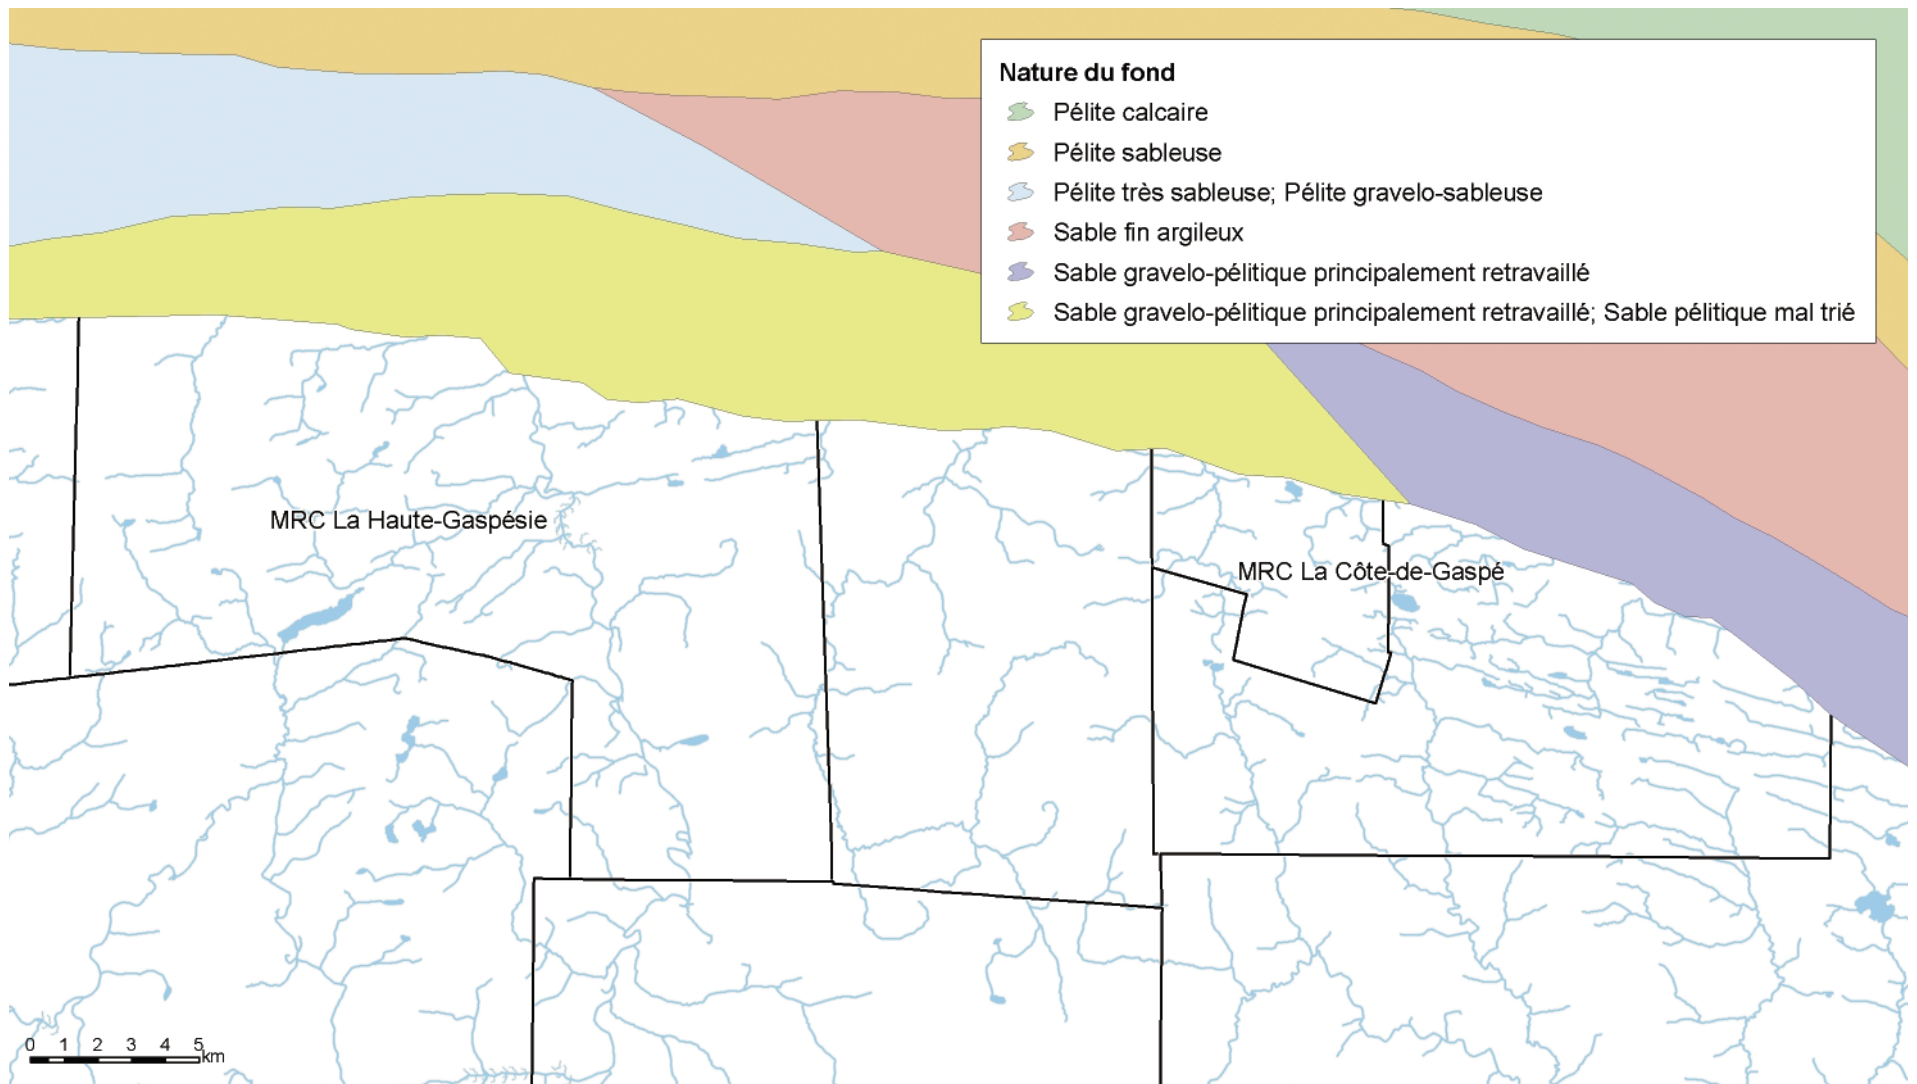 Nature du fond
Pélite calcaire
Pélite sableuse
Pélite très sableuse; Pélite gravelo-sableuse
Sable fin argileux
Sable gravelo-pélitique principalement retravaillé
Sable gravelo-pélitique principalement retravaillé; Sable pélitique mal trié
MRC La Haute-Gaspésie
MRC La Côte-de-Gaspé
0 1 2 3 4 5
km